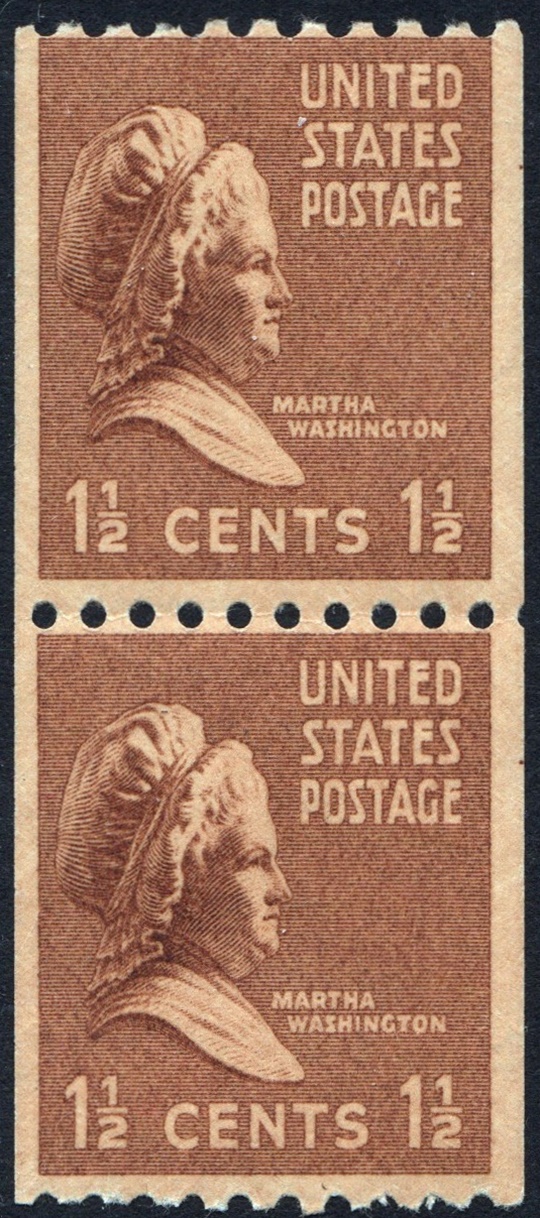 UNITED
STATES
POSTAGE
MARTHA
WASHINGTON
1½ CENTS 1½
UNITED
STATES
POSTAGE
MARTHA
WASHINGTON
1½ CENTS 1½